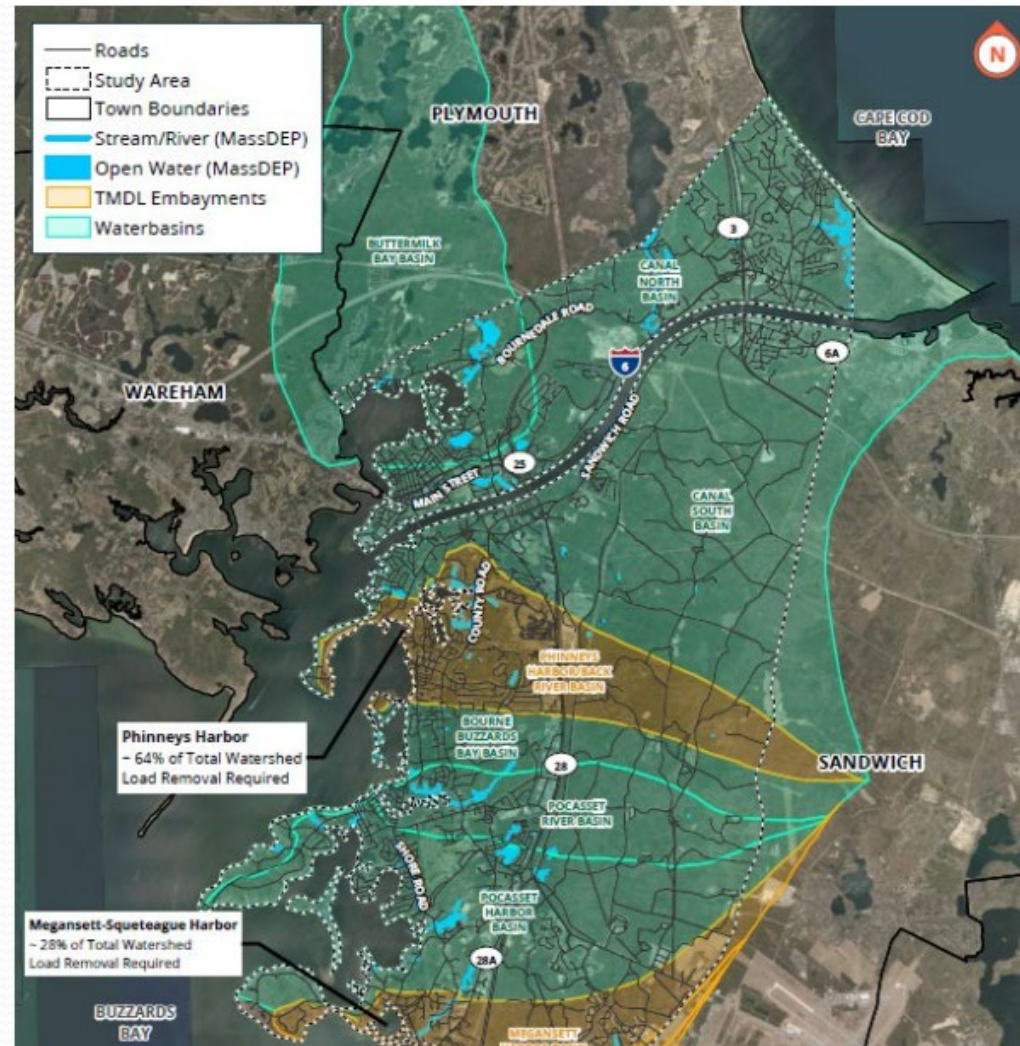 Roads
Study Area
Town Boundaries
Stream/River (MassDEP)
Open Water (MassDEP)
TMDL Embayments
Waterbasins
N
PLYMOUTH
CAPE COD
BAY
3
BUTTERMILK
BAY BASIN
CANAL
NORTH
BASIN
BOURNEDALE ROAD
6
6A
WAREHAM
SANDWICH ROAD
25
MAIN STREET
CANAL
SOUTH
BASIN
COUNTY ROAD
PHINNEYS
HARBOR/BACK
RIVER BASIN
Phinneys Harbor
~ 64% of Total Watershed
Load Removal Required
BOURNE
BUZZARDS
BAY BASIN
28
SANDWICH
POCASSET
RIVER BASIN
SHORE ROAD
POCASSET
HARBOR
BASIN
Megansett-Squeteague Harbor
~ 28% of Total Watershed
Load Removal Required
28A
BUZZARDS
BAY
MEGANSETT